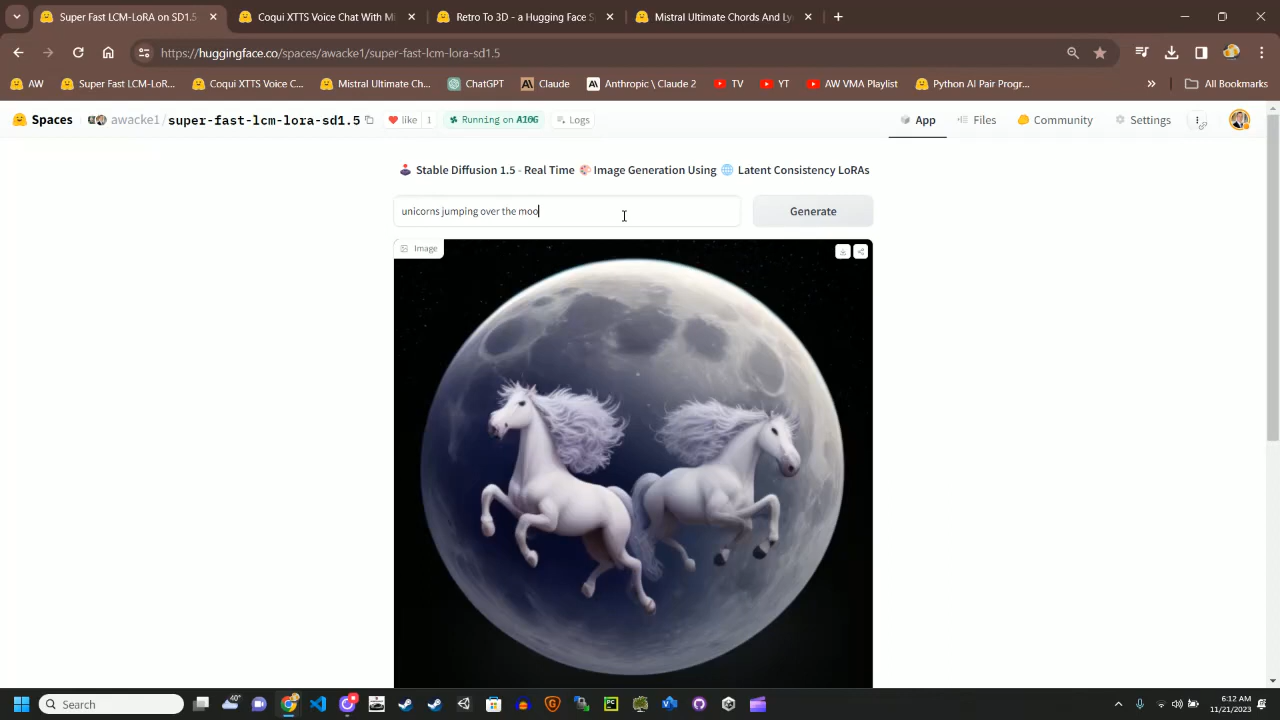 Super Fast LCM-LoRA on SD1.5
Coqui XTTS Voice Chat With Mi
Retro To 3D - a Hugging Face S
Mistral Ultimate Chords And Ly
https://huggingface.co/spaces/awacke1/super-fast-lcm-lora-sd1.5
AW
Super Fast LCM-LoR...
Coqui XTTS Voice C...
Mistral Ultimate Ch...
ChatGPT
Claude
Anthropic \ Claude 2
TV
YT
AW VMA Playlist
Python AI Pair Progr...
All Bookmarks
Spaces
awacke1/super-fast-lcm-lora-sd1.5
like 1
Running on A10G
Logs
App
Files
Community
Settings
Stable Diffusion 1.5 - Real Time 🎨 Image Generation Using 🌐 Latent Consistency LoRAs
unicorns jumping over the moo
Generate
Image
Search
40°
6:12 AM
11/21/2023